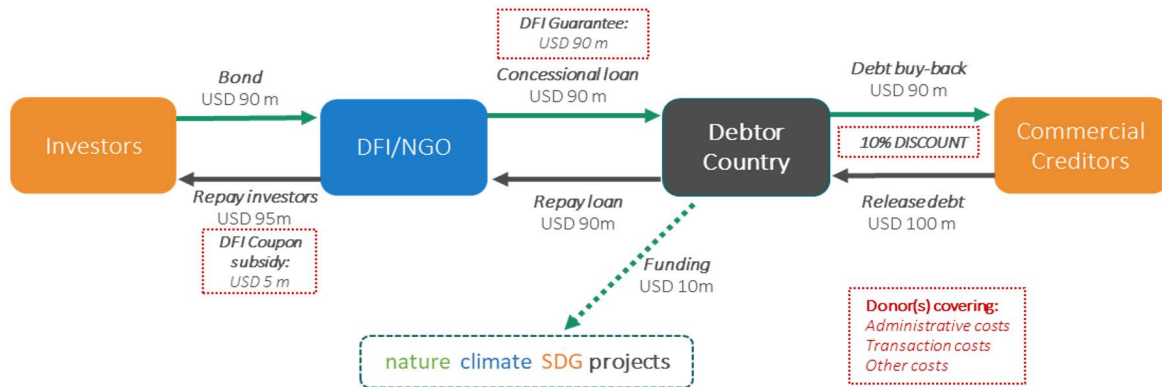 DFI Guarantee:
USD 90 m
Bond
USD 90 m
Concessional loan
USD 90 m
Debt buy-back
USD 90 m
Investors
DFI/NGO
Debtor
Country
10% DISCOUNT
Commercial
Creditors
Repay investors
USD 95m
DFI Coupon
subsidy:
USD 5 m
Repay loan
USD 90m
Release debt
USD 100 m
Funding
USD 10m
nature climate SDG projects
Donor(s) covering:
Administrative costs
Transaction costs
Other costs